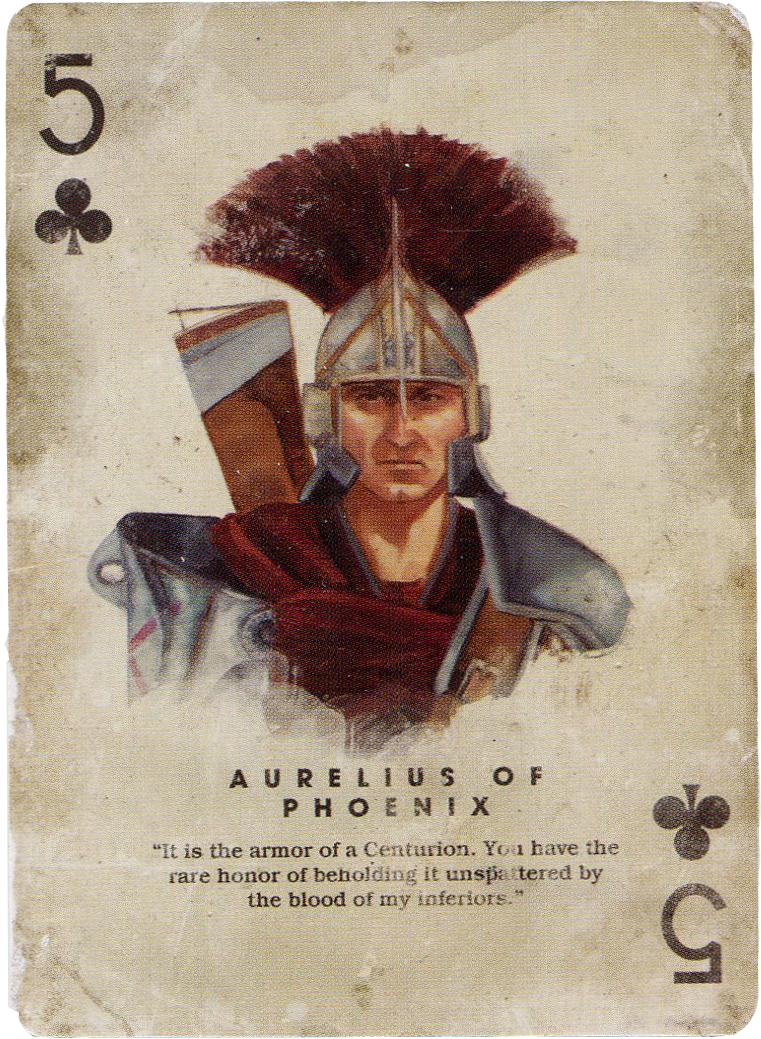 5
AURELIUS OF
PHOENIX
“It is the armor of a Centurion. You have the
rare honor of beholding it unspattered by
the blood of my inferiors.”
5